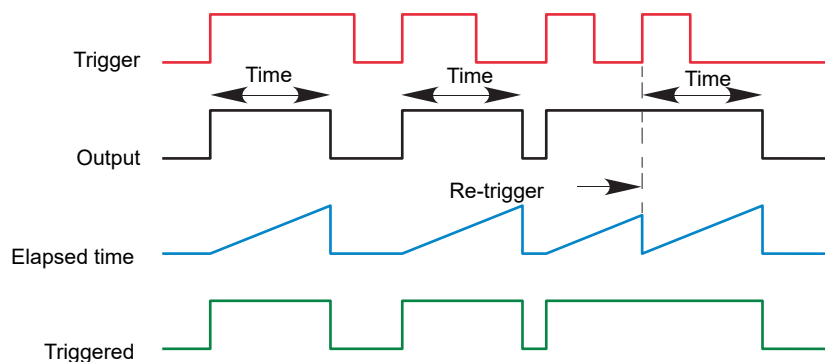 Trigger
Time
Time
Time
Output
Re-trigger
Elapsed time
Triggered